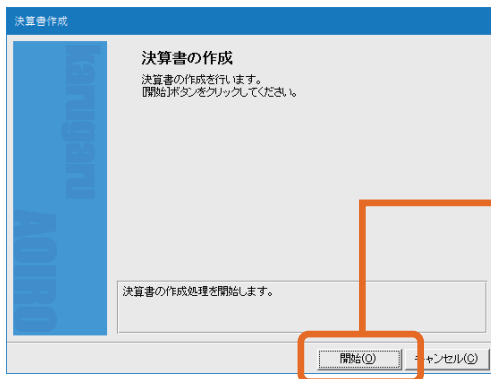 決算書作成
karugaru
AOIRO
決算書の作成
決算書の作成を行います。
[開始]ボタンをクリックしてください。
決算書の作成処理を開始します。
開始(O)
キャンセル(C)